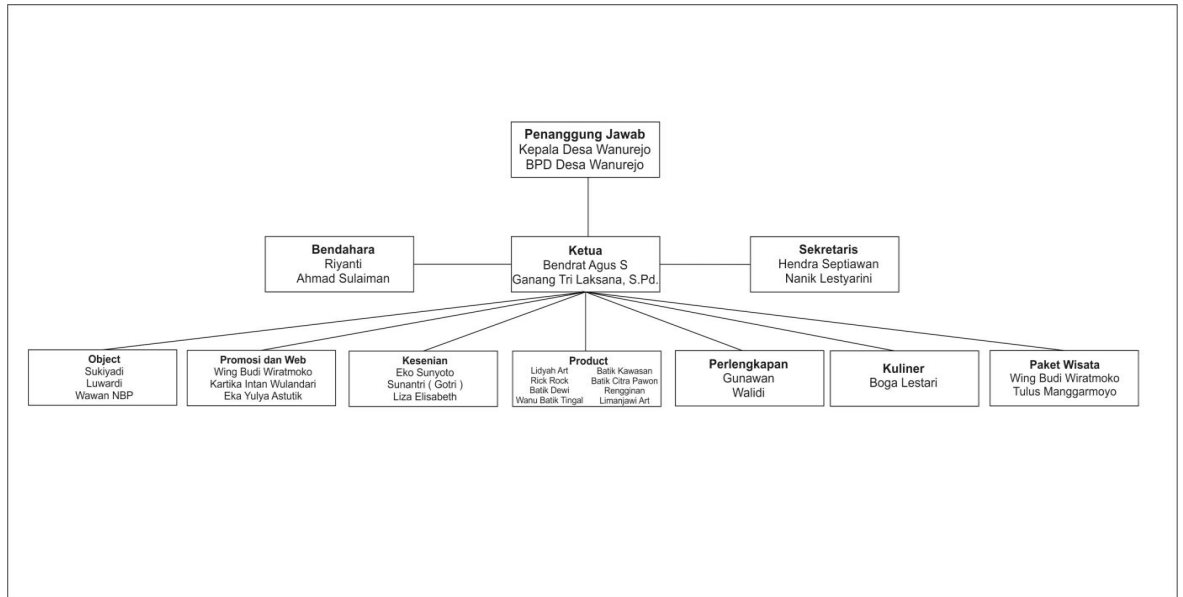 Penanggung Jawab
Kepala Desa Wanurejo
BPD Desa Wanurejo
Bendahara
Riyanti
Ahmad Sulaiman
Ketua
Bendrat Agus S
Ganang Tri Laksana, S.Pd.
Sekretaris
Hendra Septiawan
Nanik Lestyarini
Object
Sukiyadi
Luwardi
Wawan NBP
Promosi dan Web
Wing Budi Wiratmoko
Kartika Intan Wulandari
Eka Yulya Astutik
Kesenian
Eko Sunyoto
Sunantri ( Gotri )
Liza Elisabeth
Product
Lidyah Art
Rick Rock
Batik Dewi
Wanu Batik Tingal
Batik Kawasan
Batik Citra Pawon
Rengginan
Limanjawi Art
Perlengkapan
Gunawan
Walidi
Kuliner
Boga Lestari
Paket Wisata
Wing Budi Wiratmoko
Tulus Manggarmoyo